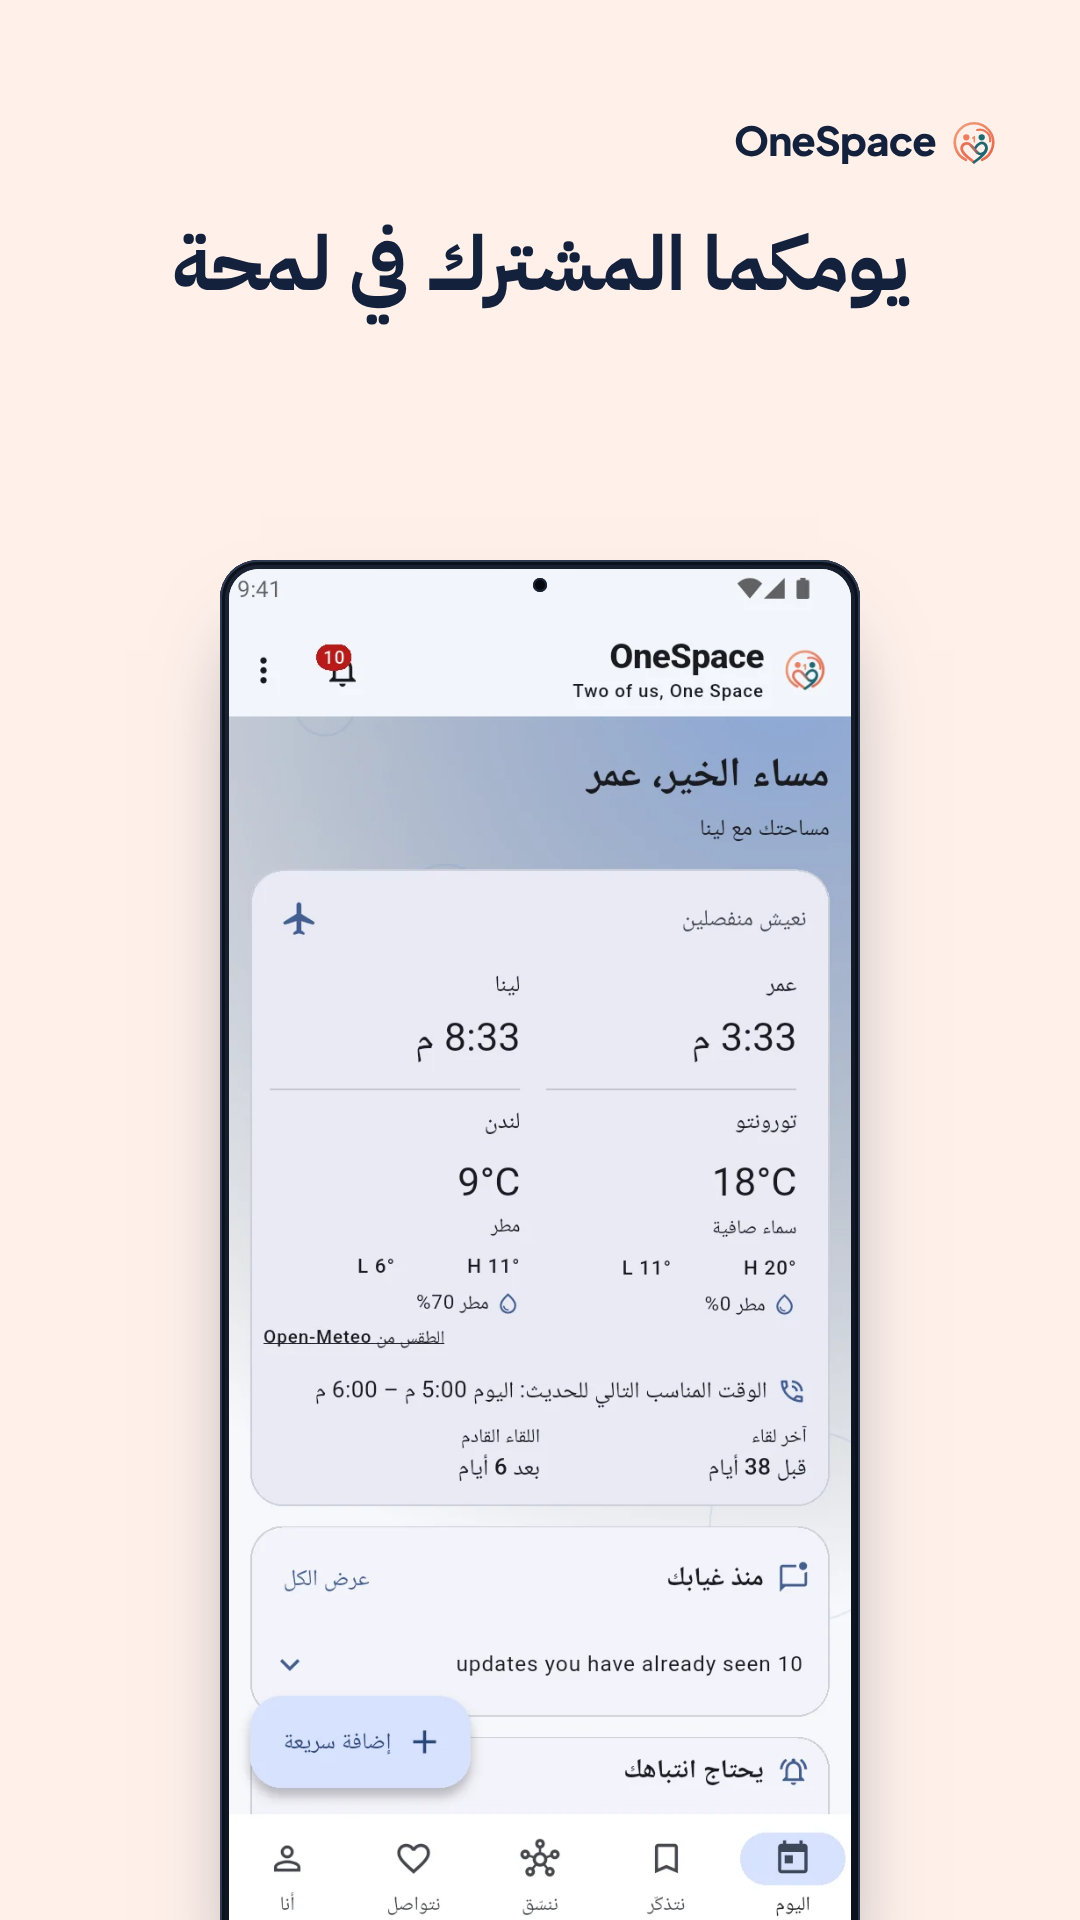 OneSpace
يومكما المشترك في لمحة
9:41
10
OneSpace
Two of us, One Space
مساء الخير، عمر
مساحتك مع لينا
نعيش منفصلين
عمر
3:33 م
تورونتو
18°C
سماء صافية
H 20° L 11°
مطر 0%
لينا
8:33 م
لندن
9°C
مطر
H 11° L 6°
مطر 70%
الطقس من Open-Meteo
الوقت المناسب التالي للحديث: اليوم 5:00 م – 6:00 م
آخر لقاء
قبل 38 أيام
اللقاء القادم
بعد 6 أيام
منذ غيابك
عرض الكل
updates you have already seen 10
إضافة سريعة
يحتاج انتباهك
اليوم
نتذكّر
ننسّق
نتواصل
أنا